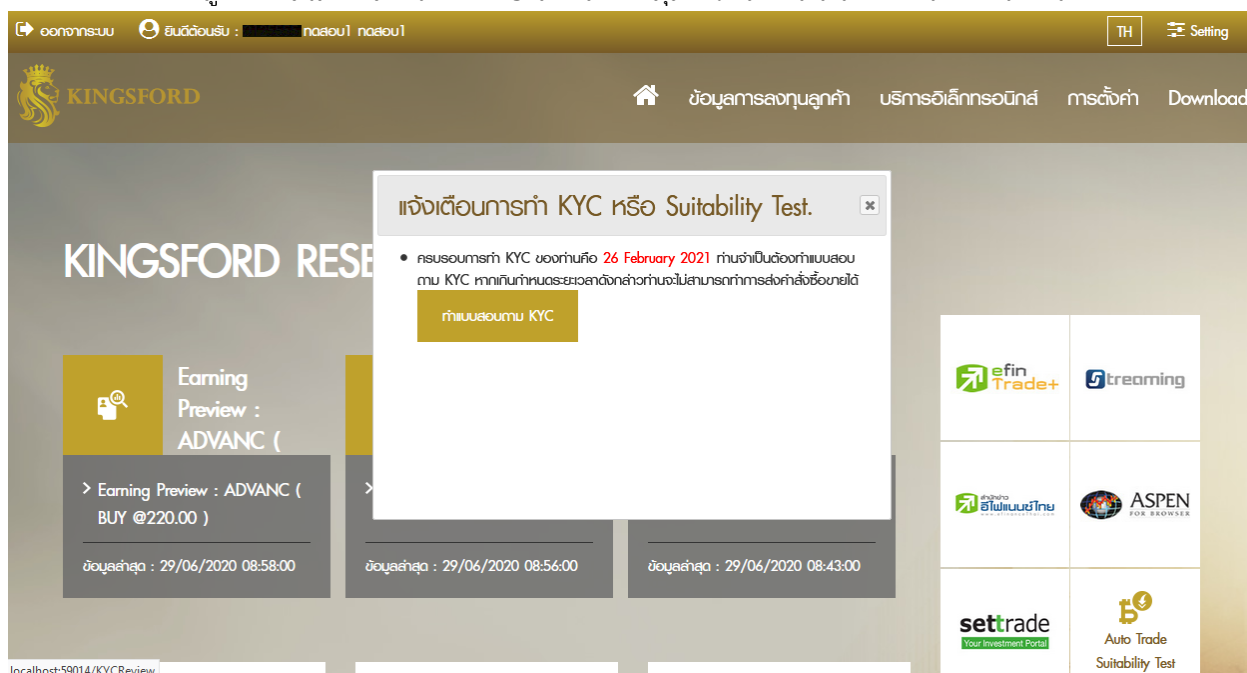 ออกจากระบบ ยินดีต้อนรับ : ทดสอบ1 ทดสอบ1 TH Setting
KINGSFORD ข้อมูลการลงทุนลูกค้า บริการอิเล็กทรอนิกส์ การตั้งค่า Download
แจ้งเตือนการทำ KYC หรือ Suitability Test.
KINGSFORD RESE
ครบรอบการทำ KYC ของท่านคือ 26 February 2021 ท่านจำเป็นต้องทำแบบสอบ
ถาม KYC หากเกินกำหนดระยะเวลาดังกล่าวท่านจะไม่สามารถทำการส่งคำสั่งซื้อขายได้
ทำแบบสอบถาม KYC
Earning
Preview :
ADVANC (
> Earning Preview : ADVANC (
BUY @220.00 )
ข้อมูลล่าสุด : 29/06/2020 08:58:00
ข้อมูลล่าสุด : 29/06/2020 08:56:00
ข้อมูลล่าสุด : 29/06/2020 08:43:00
efin
Trade+
Streaming
สำนักข่าว
อีไฟแนนซ์ไทย
www.efinancethai.com
ASPEN
FOR BROWSER
settrade
Your Investment Portal
Auto Trade
Suitability Test
localhost:59014/KYCReview